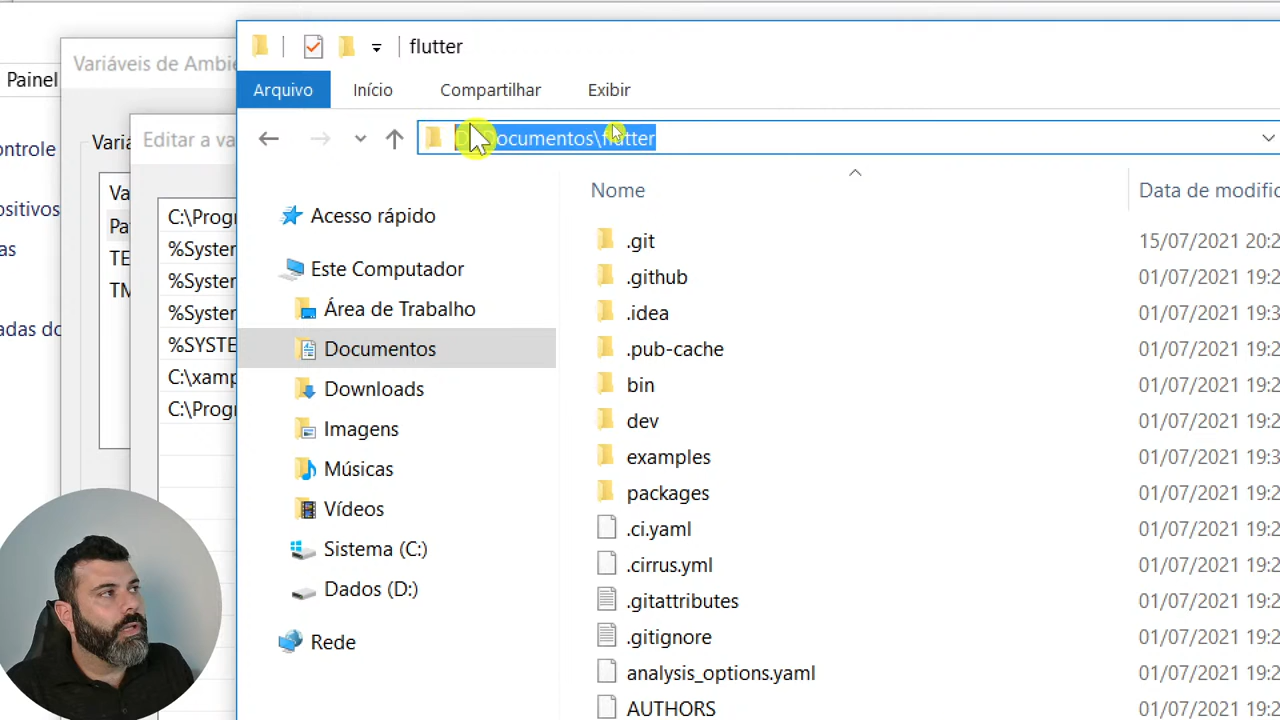 flutter
Variáveis de Ambie
Painel
Arquivo
Início
Compartilhar
Exibir
Editar a va
Variá
D:\Documentos\flutter
ontrole
Va
Nome
Data de modific
ositivos
C:\Progr
Acesso rápido
Pa
as
%System
.git
15/07/2021 20:2
TE
%System
Este Computador
.github
01/07/2021 19:2
TM
%System
Área de Trabalho
.idea
01/07/2021 19:3
adas do
%SYSTE
Documentos
.pub-cache
01/07/2021 19:2
C:\xamp
Downloads
bin
01/07/2021 19:2
C:\Progr
Imagens
dev
01/07/2021 19:2
Músicas
examples
01/07/2021 19:3
Vídeos
packages
01/07/2021 19:2
Sistema (C:)
.ci.yaml
01/07/2021 19:2
Dados (D:)
.cirrus.yml
01/07/2021 19:2
Rede
.gitattributes
01/07/2021 19:2
.gitignore
01/07/2021 19:2
analysis_options.yaml
01/07/2021 19:2
AUTHORS
01/07/2021 19:2